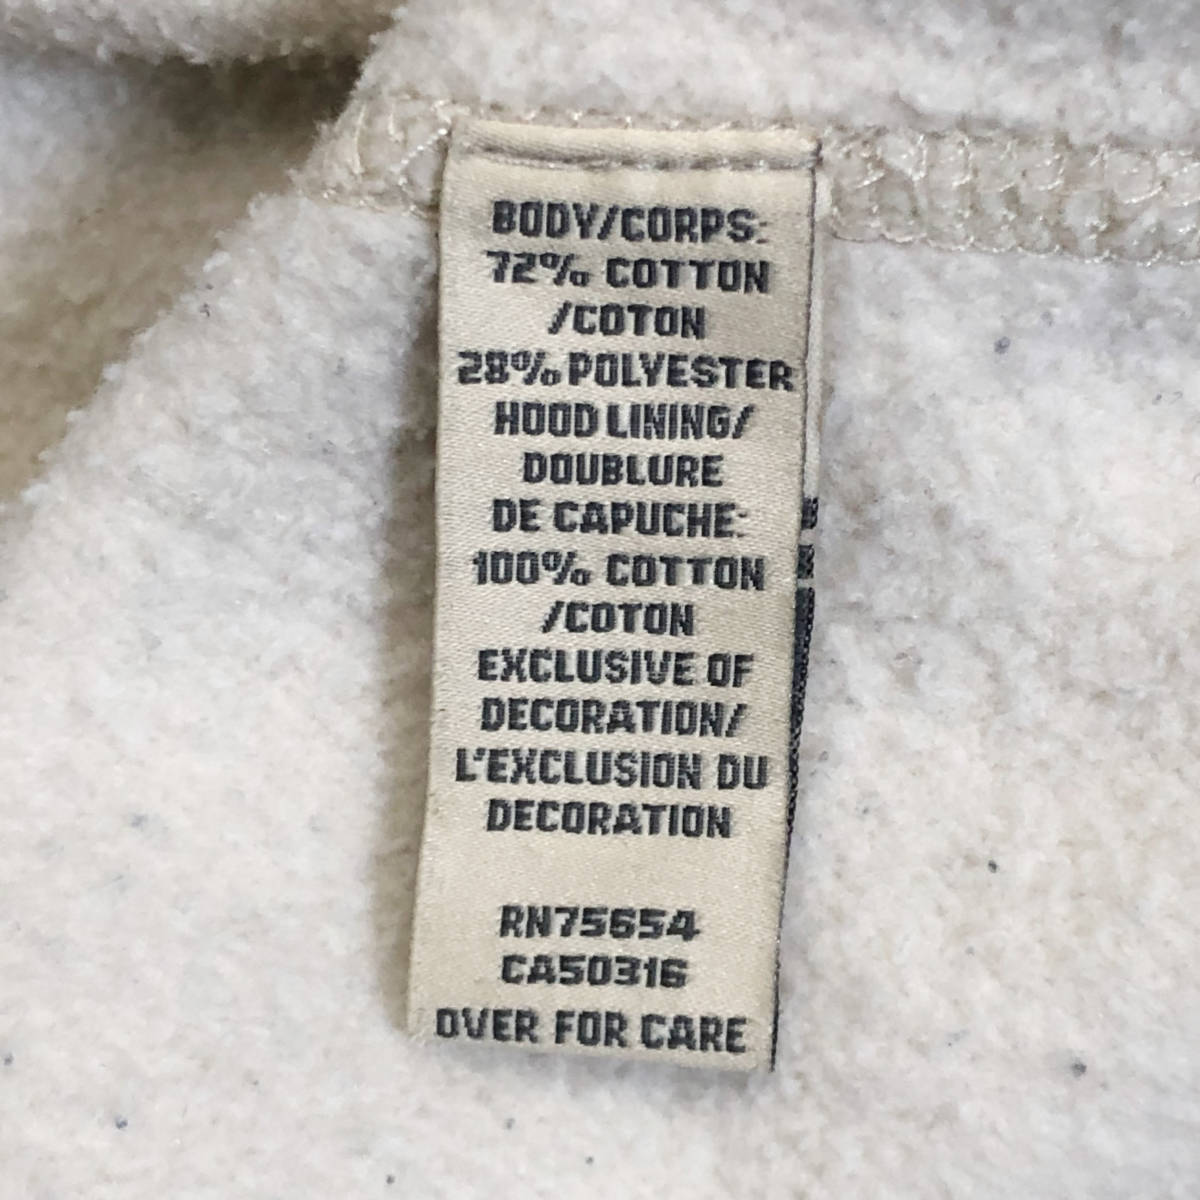 BODY/CORPS:
72% COTTON
/COTON
28% POLYESTER
HOOD LINING/
DOUBLURE
DE CAPUCHE:
100% COTTON
/COTON
EXCLUSIVE OF
DECORATION/
L'EXCLUSION DU
DECORATION
RN75654
CA50316
OVER FOR CARE